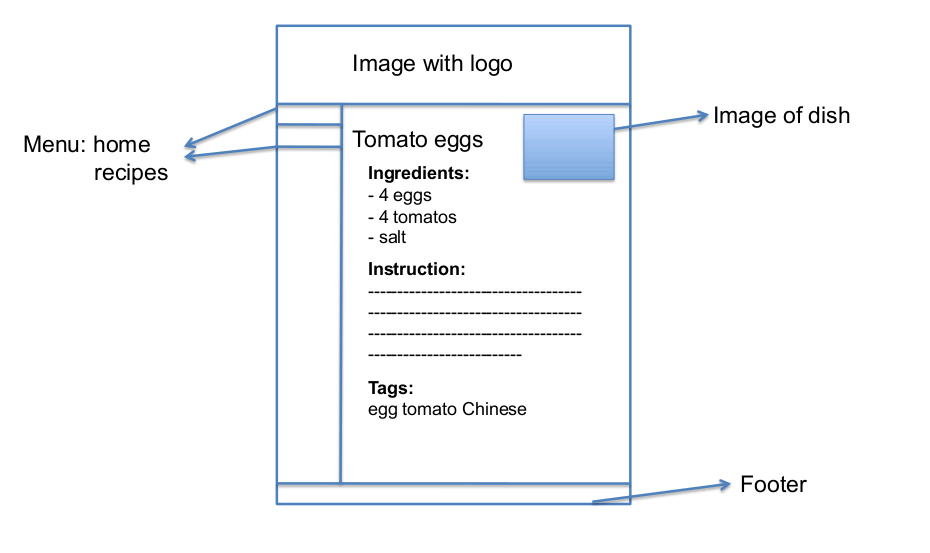 Image with logo
Image of dish
Menu: home
recipes
Tomato eggs
Ingredients:
- 4 eggs
- 4 tomatos
- salt
Instruction:
------------------------------------
------------------------------------
------------------------------------
--------------------------
Tags:
egg tomato Chinese
Footer